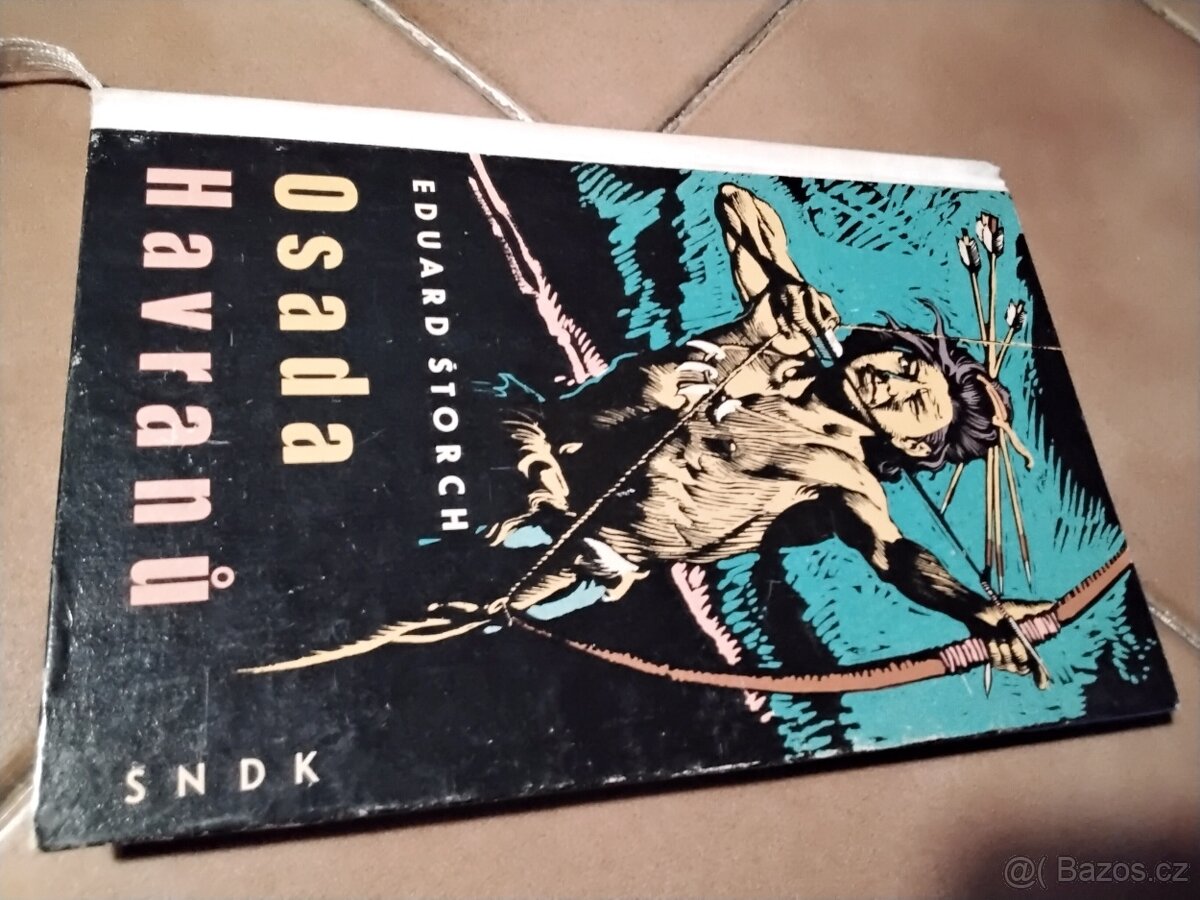 EDUARD ŠTORCH
Osada
Havranů
SNDK
@( Bazos.cz